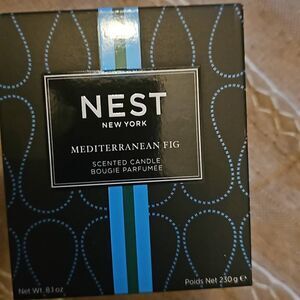 NEST
NEW YORK
MEDITERRANEAN FIG
SCENTED CANDLE
BOUGIE PARFUMÉE
Net Wt. 8.1 oz
Poids Net 230 g ℮